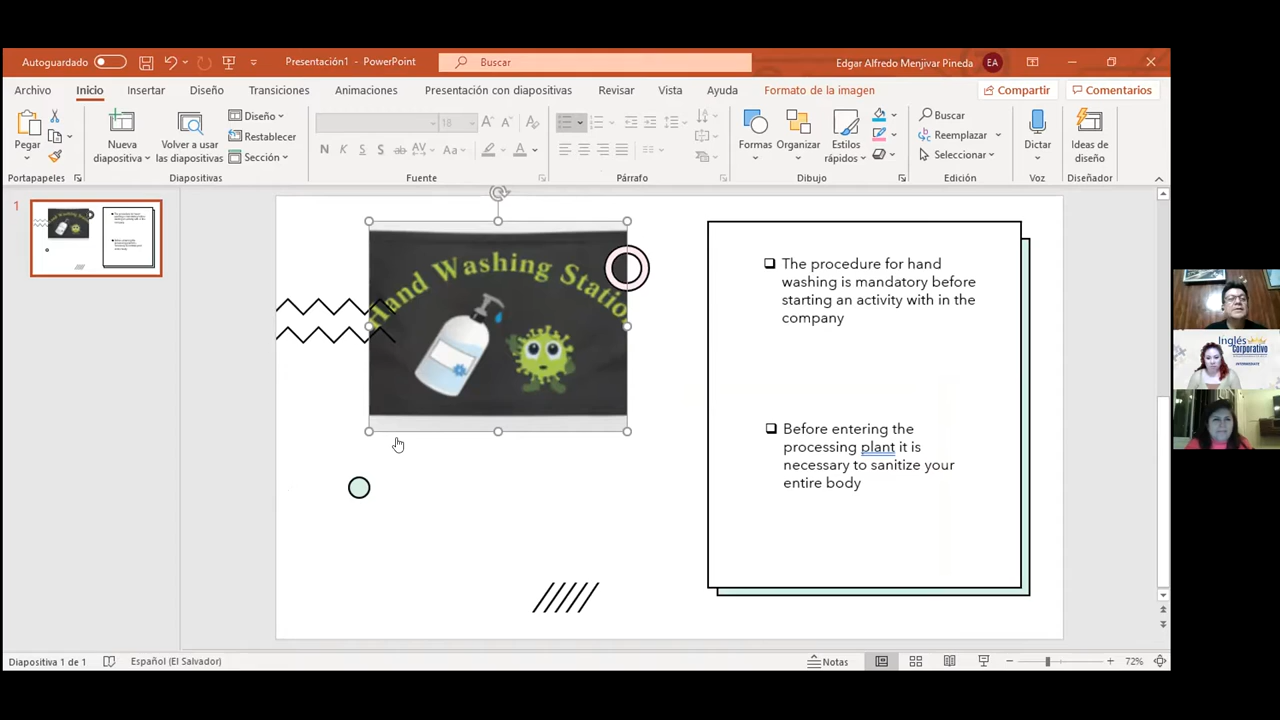 Autoguardado
Presentación1 - PowerPoint
Buscar
Edgar Alfredo Menjivar Pineda
EA
Archivo
Inicio
Insertar
Diseño
Transiciones
Animaciones
Presentación con diapositivas
Revisar
Vista
Ayuda
Formato de la imagen
Compartir
Comentarios
Pegar
Nueva
diapositiva
Volver a usar
las diapositivas
Diseño
Restablecer
Sección
18
N K S S ab AV Aa
A
Formas
Organizar
Estilos
rápidos
Buscar
Reemplazar
Seleccionar
Dictar
Ideas de
diseño
Portapapeles
Diapositivas
Fuente
Párrafo
Dibujo
Edición
Voz
Diseñador
1
Hand Washing Station
The procedure for hand
washing is mandatory before
starting an activity with in the
company
Before entering the
processing plant it is
necessary to sanitize your
entire body
Inglés
Corporativo
Diapositiva 1 de 1
Español (El Salvador)
Notas
72%